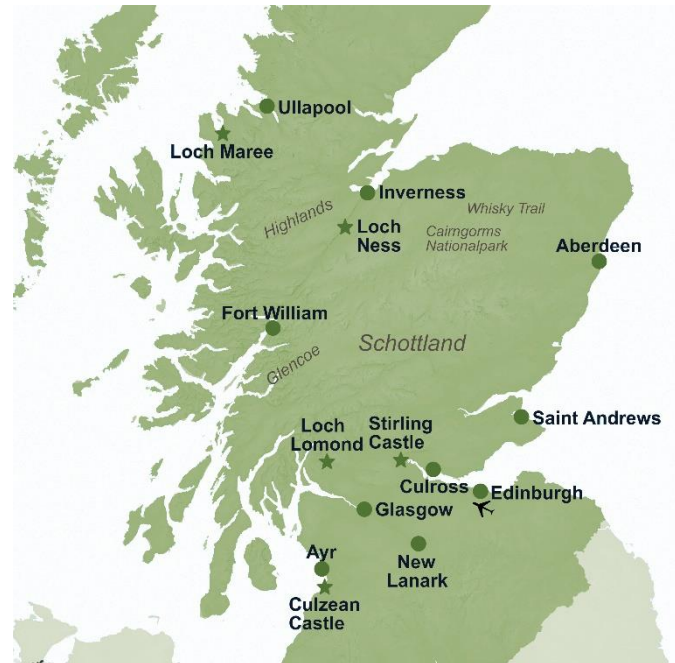 Ullapool
Loch Maree
Inverness
Highlands
Whisky Trail
Loch
Ness
Cairngorms
Nationalpark
Aberdeen
Fort William
Schottland
Glencoe
Saint Andrews
Loch
Lomond
Stirling
Castle
Culross
Edinburgh
Glasgow
Ayr
New
Lanark
Culzean
Castle